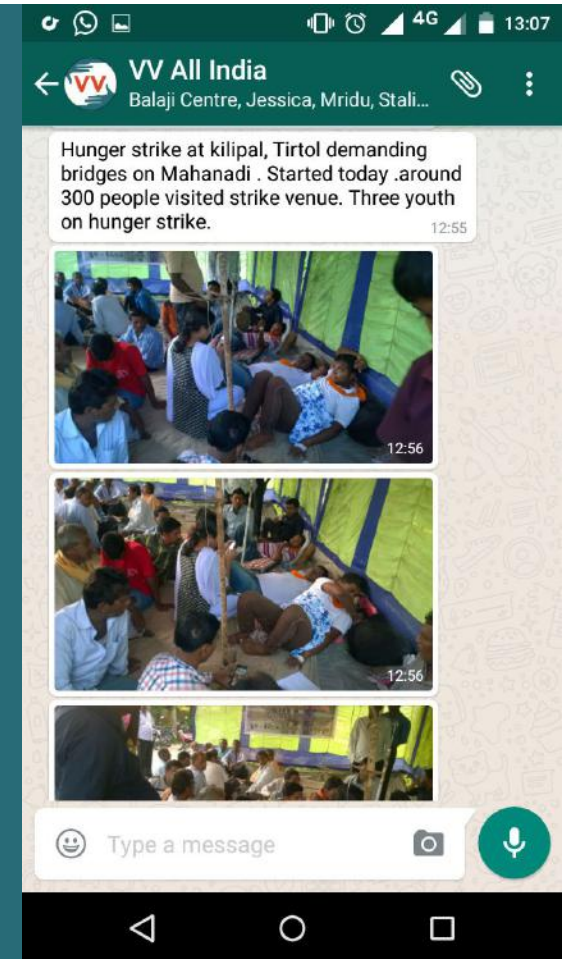 4G 13:07
VV VV All India
Balaji Centre, Jessica, Mridu, Stali...
Hunger strike at kilipal, Tirtol demanding
bridges on Mahanadi . Started today .around
300 people visited strike venue. Three youth
on hunger strike.
12:55
12:56
12:56
Type a message